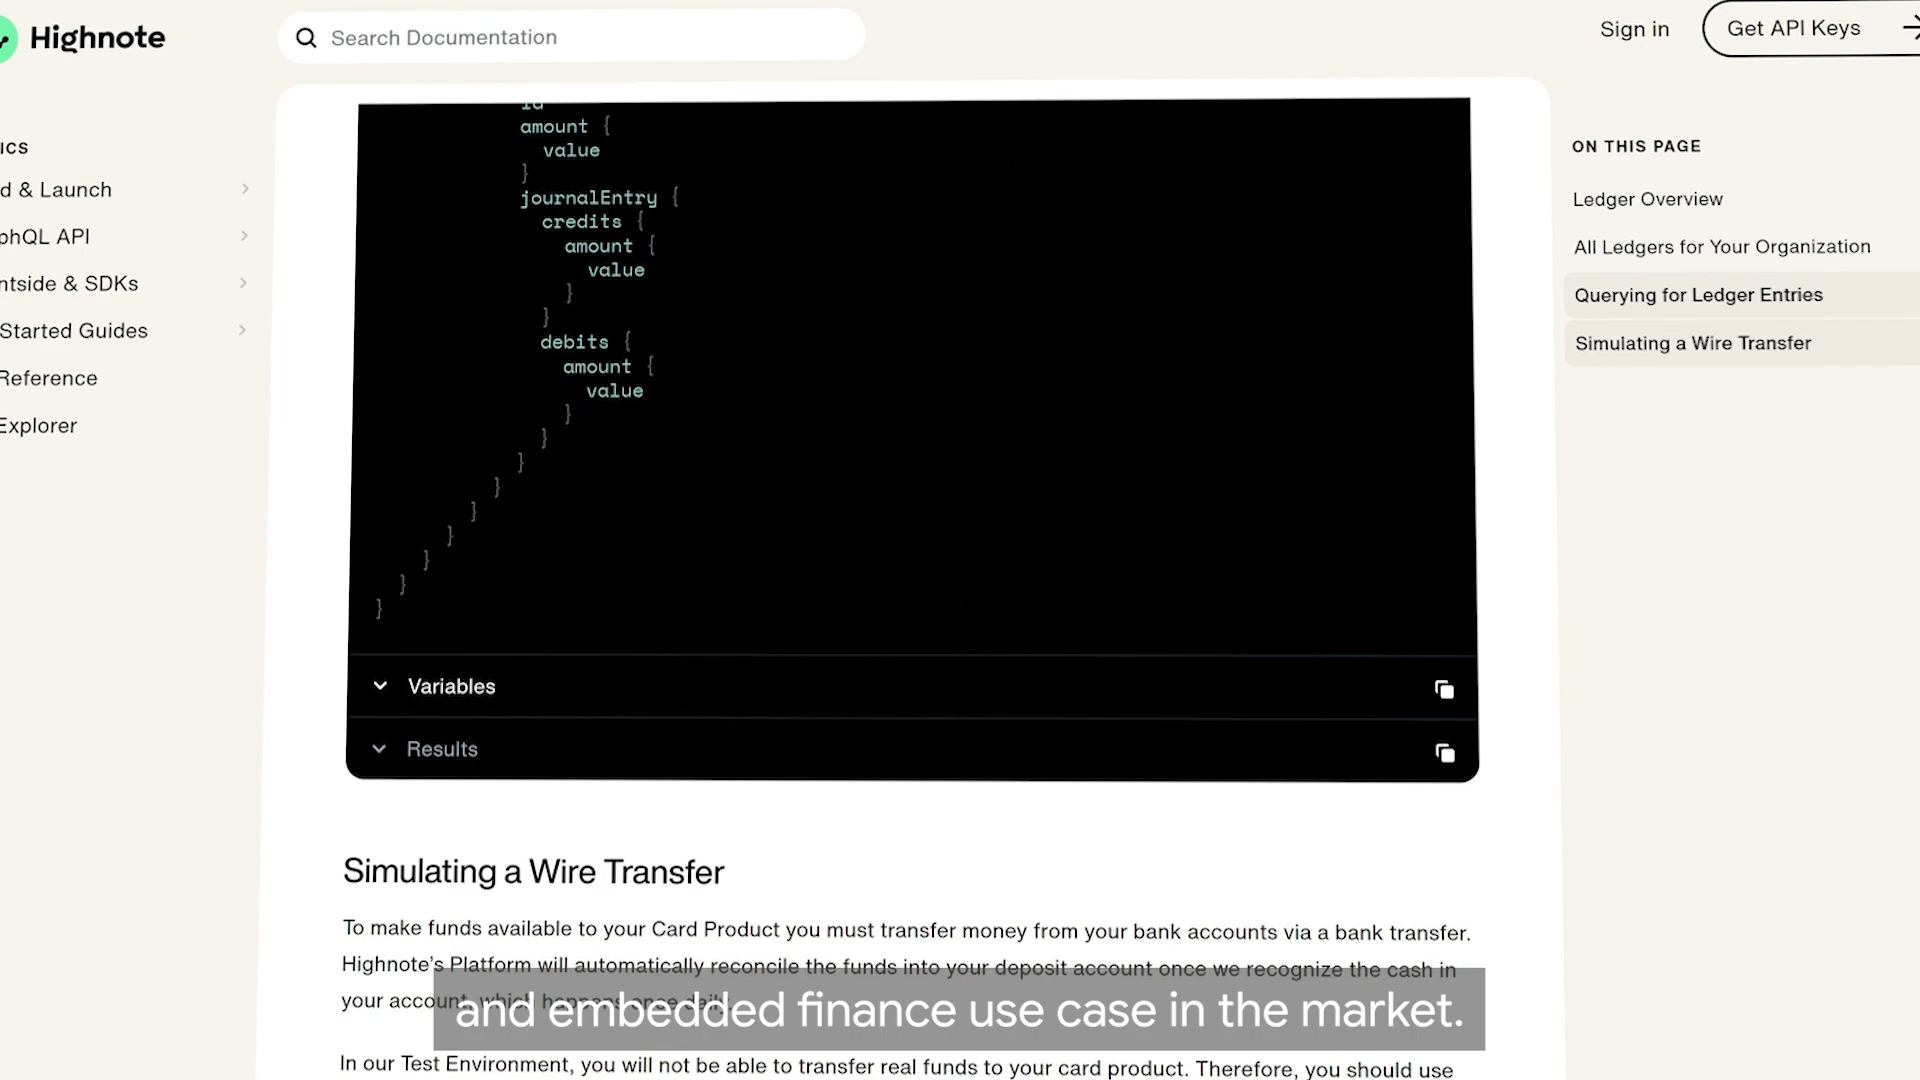 Highnote
Search Documentation
Sign in
Get API Keys
ICS
d & Launch
phQL API
ntside & SDKs
Started Guides
Reference
Explorer
id
amount {
value
}
journalEntry {
credits {
amount {
value
}
}
debits {
amount {
value
}
}
}
}
}
}
}
}
}
Variables
Results
ON THIS PAGE
Ledger Overview
All Ledgers for Your Organization
Querying for Ledger Entries
Simulating a Wire Transfer
Simulating a Wire Transfer
To make funds available to your Card Product you must transfer money from your bank accounts via a bank transfer.
Highnote's Platform will automatically reconcile the funds into your deposit account once we recognize the cash in
your account, which happens once daily.
and embedded finance use case in the market.
In our Test Environment, you will not be able to transfer real funds to your card product. Therefore, you should use